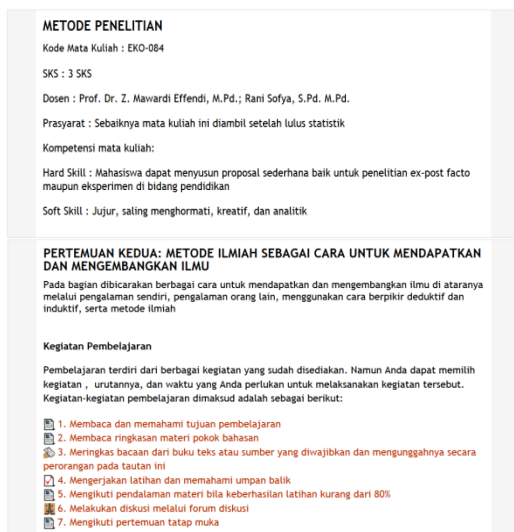 METODE PENELITIAN
Kode Mata Kuliah : EKO-084
SKS : 3 SKS
Dosen : Prof. Dr. Z. Mawardi Effendi, M.Pd.; Rani Sofya, S.Pd. M.Pd.
Prasyarat : Sebaiknya mata kuliah ini diambil setelah lulus statistik
Kompetensi mata kuliah:
Hard Skill : Mahasiswa dapat menyusun proposal sederhana baik untuk penelitian ex-post facto
maupun eksperimen di bidang pendidikan
Soft Skill : Jujur, saling menghormati, kreatif, dan analitik
PERTEMUAN KEDUA: METODE ILMIAH SEBAGAI CARA UNTUK MENDAPATKAN
DAN MENGEMBANGKAN ILMU
Pada bagian dibicarakan berbagai cara untuk mendapatkan dan mengembangkan ilmu di ataranya
melalui pengalaman sendiri, pengalaman orang lain, menggunakan cara berpikir deduktif dan
induktif, serta metode ilmiah
Kegiatan Pembelajaran
Pembelajaran terdiri dari berbagai kegiatan yang sudah disediakan. Namun Anda dapat memilih
kegiatan , urutannya, dan waktu yang Anda perlukan untuk melaksanakan kegiatan tersebut.
Kegiatan-kegiatan pembelajaran dimaksud adalah sebagai berikut:
1. Membaca dan memahami tujuan pembelajaran
2. Membaca ringkasan materi pokok bahasan
3. Meringkas bacaan dari buku teks atau sumber yang diwajibkan dan mengunggahnya secara
perorangan pada tautan ini
4. Mengerjakan latihan dan memahami umpan balik
5. Mengikuti pendalaman materi bila keberhasilan latihan kurang dari 80%
6. Melakukan diskusi melalui forum diskusi
7. Mengikuti pertemuan tatap muka